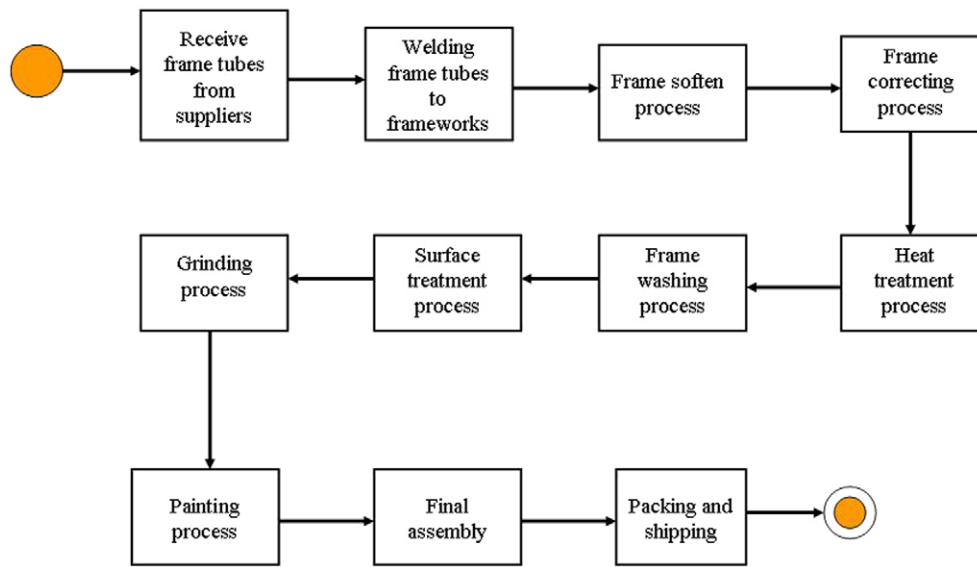 Receive
frame tubes
from
suppliers
Welding
frame tubes
to
frameworks
Frame soften
process
Frame
correcting
process
Heat
treatment
process
Frame
washing
process
Surface
treatment
process
Grinding
process
Painting
process
Final
assembly
Packing and
shipping